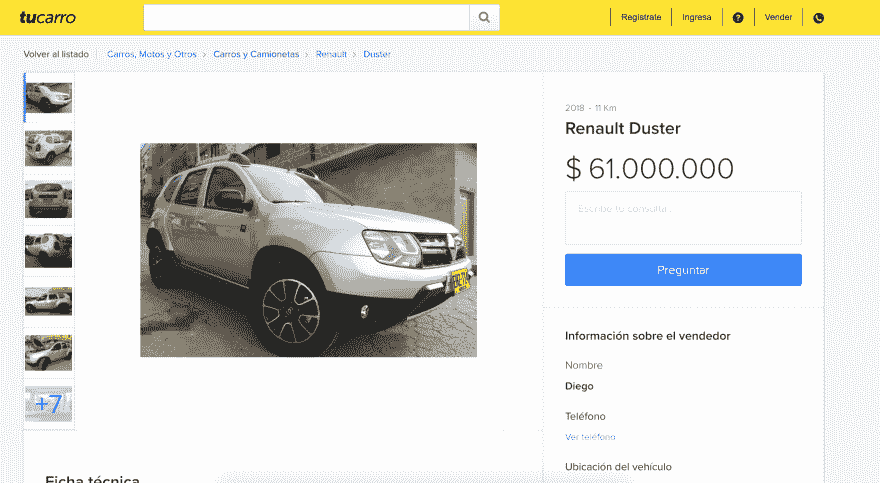 tucarro
Regístrate
Ingresa
?
Vender
Volver al listado
Carros, Motos y Otros > Carros y Camionetas > Renault > Duster
2018 - 11 Km
Renault Duster
$ 61.000.000
Escribe tu consulta...
Preguntar
+7
Información sobre el vendedor
Nombre
Diego
Teléfono
Ver teléfono
Ubicación del vehículo
Ficha técnica